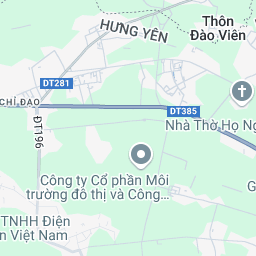 HƯNG YÊN
Thôn
Đào Viên
DT281
CHỈ ĐẠO
DT385
ĐT196
Nhà Thờ Họ Ng
Công ty Cổ phần Môi
trường đô thị và Công...
G
TNHH Điện
n Việt Nam